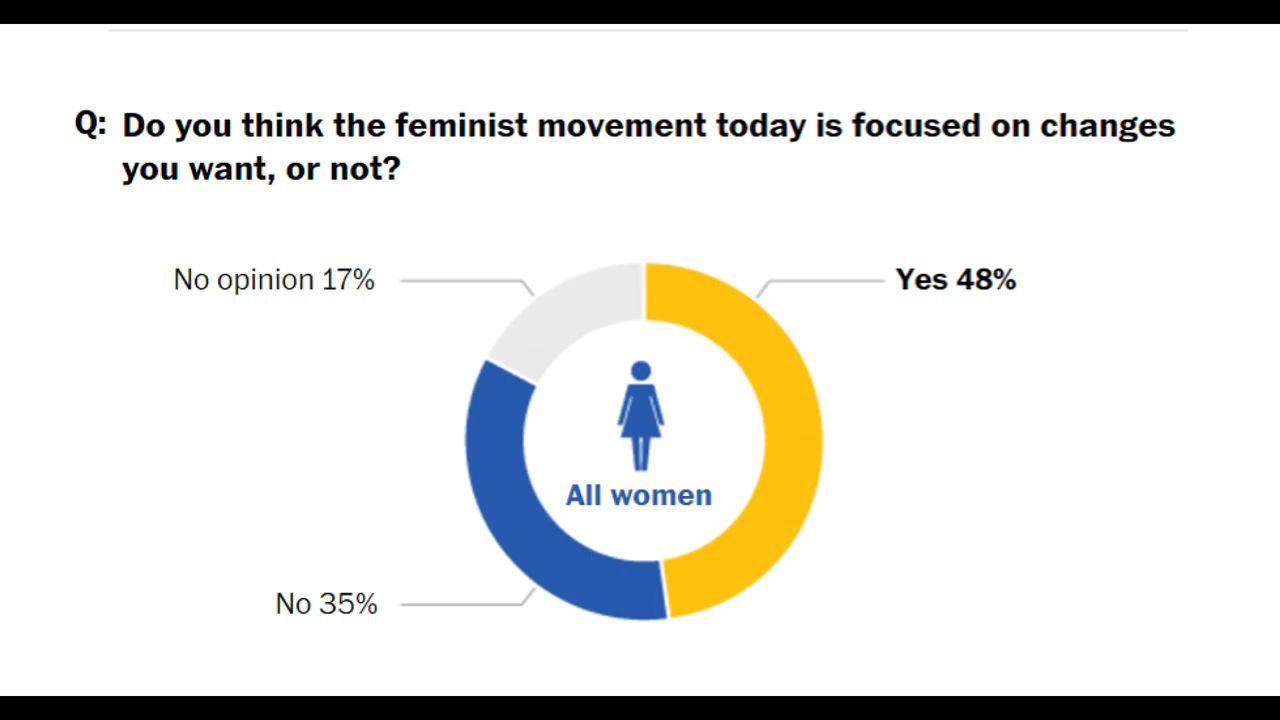 Q: Do you think the feminist movement today is focused on changes
you want, or not?
No opinion 17%
Yes 48%
All women
No 35%